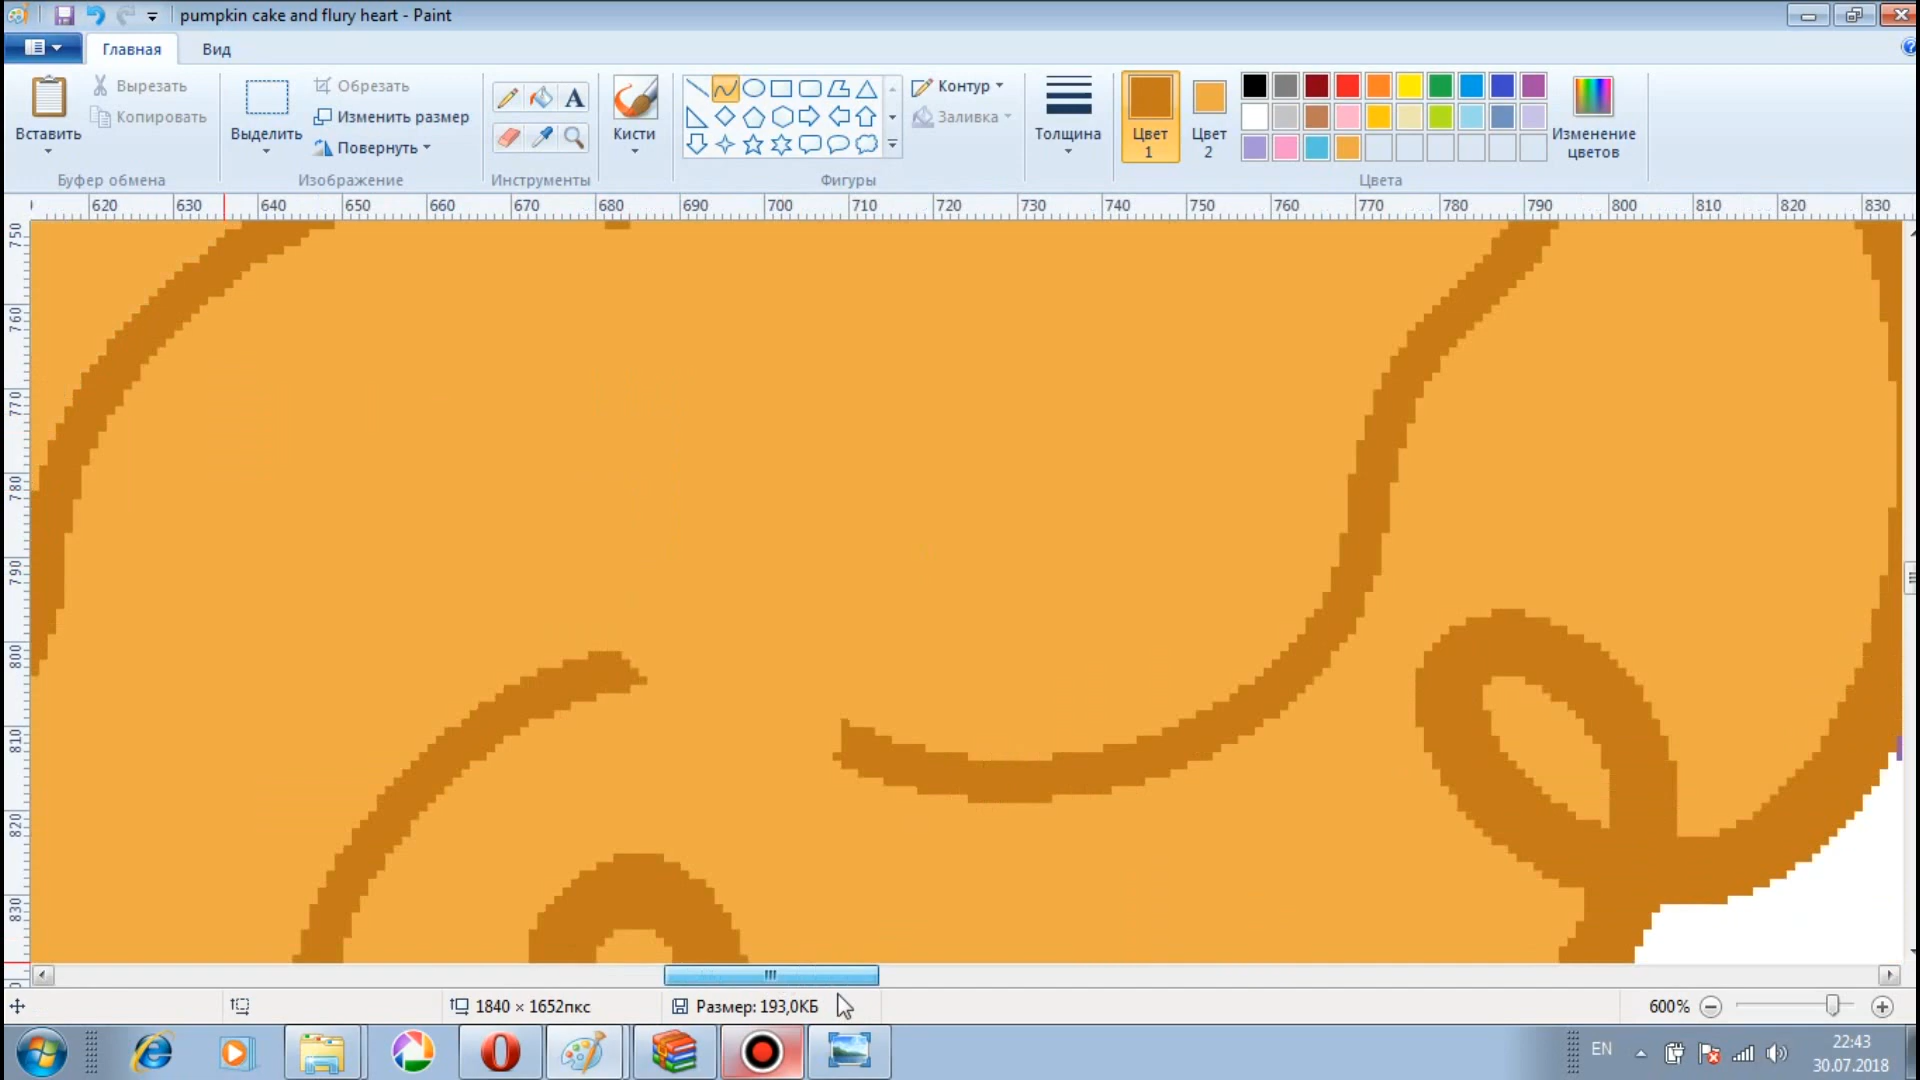 pumpkin cake and flury heart - Paint
Главная Вид
Вставить
Вырезать
Копировать
Буфер обмена
Выделить
Обрезать
Изменить размер
Повернуть
Изображение
A
Инструменты
Кисти
Контур
Заливка
Фигуры
Толщина
Цвет
1
Цвет
2
Изменение
цветов
Цвета
620 630 640 650 660 670 680 690 700 710 720 730 740 750 760 770 780 790 800 810 820 830
750
760
770
780
790
800
810
820
830
1840 × 1652пкс
Размер: 193,0КБ
600%
EN
22:43
30.07.2018